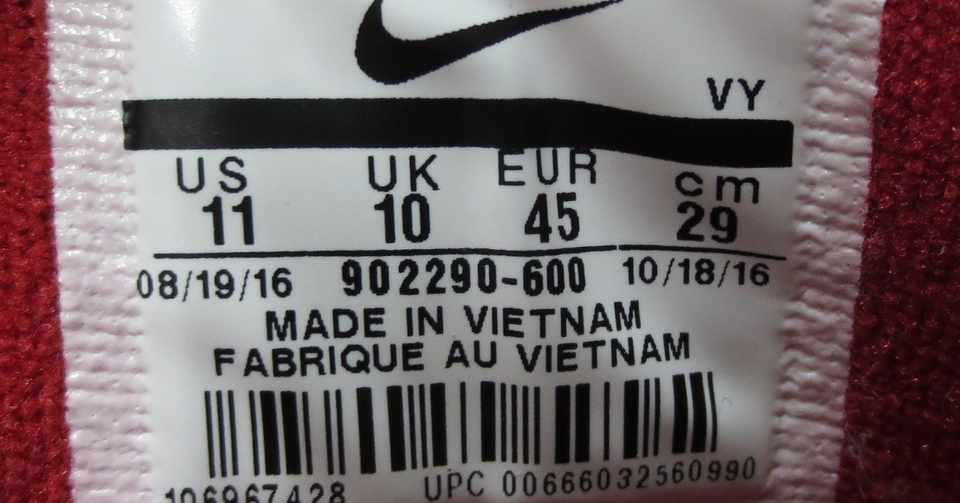 VY
US UK EUR cm
11 10 45 29
08/19/16 902290-600 10/18/16
MADE IN VIETNAM
FABRIQUE AU VIETNAM
106967428 UPC 00666032560990